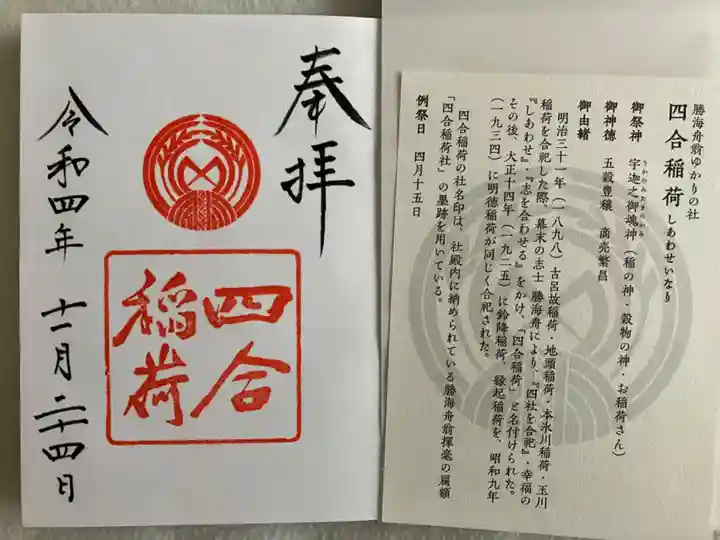 奉拝
四合
稲荷
令和四年 十一月二十四日
勝海舟翁ゆかりの社
四合稲荷 しあわせいなり
御祭神 宇迦之御魂神（稲の神・穀物の神・お稲荷さん）
うかのみたまのかみ
御神徳 五穀豊穣 商売繁昌
御由緒
明治三十一年（一八九八）古呂故稲荷・地頭稲荷・本氷川稲荷・玉川
稲荷を合祀した際、幕末の志士 勝海舟により、『四社を合祀』・幸福の
『しあわせ』・『志を合わせる』をかけ、「四合稲荷」と名付けられた。
その後、大正十四年（一九二五）に鈴降稲荷、縁起稲荷を、昭和九年
（一九三四）に明徳稲荷が同じく合祀された。
四合稲荷の社名印は、社殿内に納められている勝海舟翁揮毫の扁額
「四合稲荷社」の墨跡を用いている。
例祭日 四月十五日